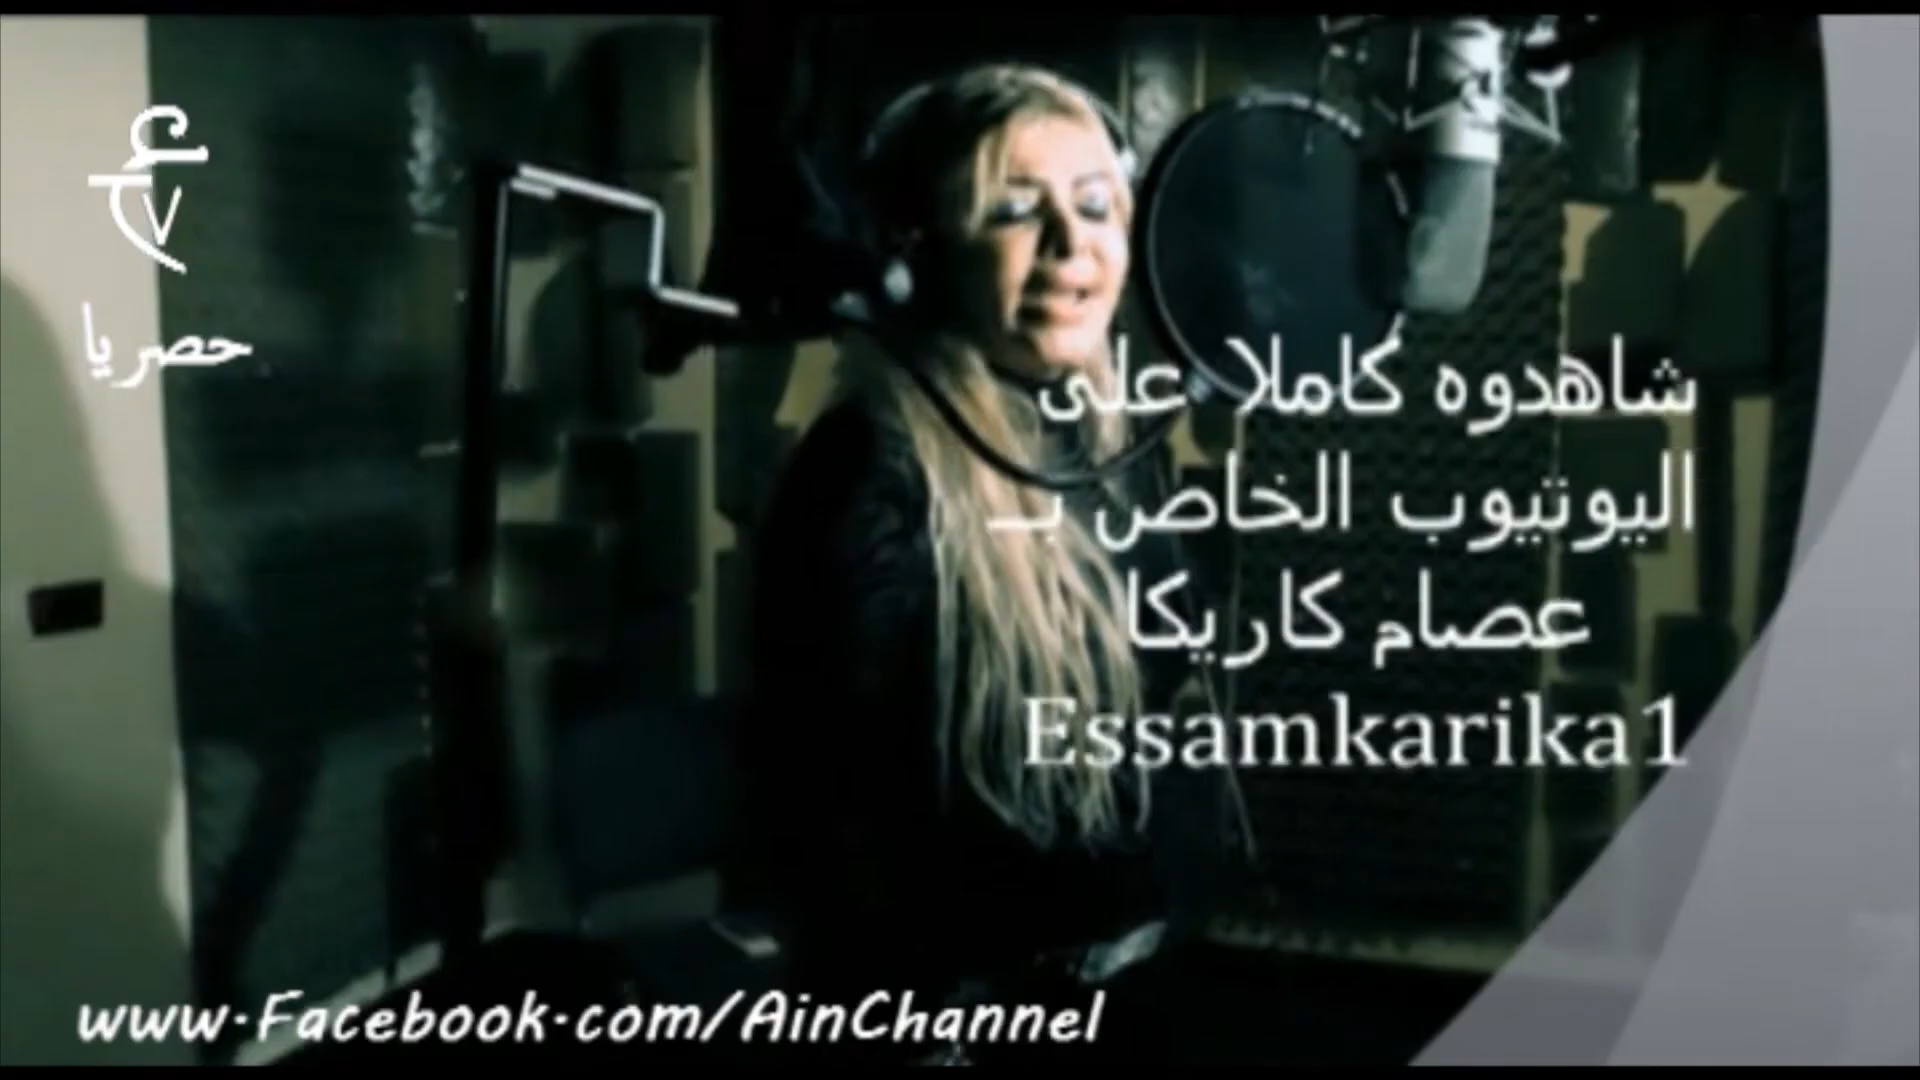 حصريا
شاهدوه كاملا على
اليوتيوب الخاص بـ
عصام كاريكا
Essamkarika1
www.Facebook.com/AinChannel